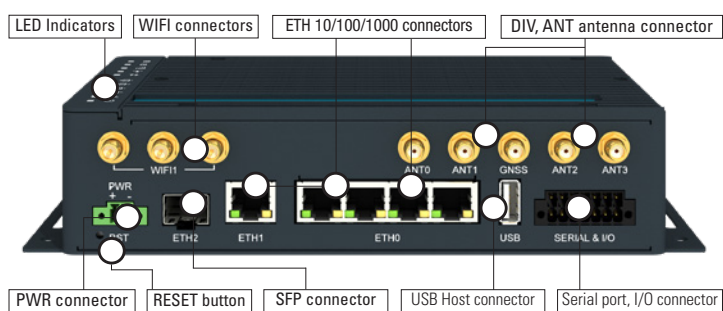 LED Indicators
WIFI connectors
ETH 10/100/1000 connectors
DIV, ANT antenna connector
WIFI1
ANT0
ANT1
GNSS
ANT2
ANT3
PWR
+ -
RST
ETH2
ETH1
ETH0
USB
SERIAL & I/O
PWR connector
RESET button
SFP connector
USB Host connector
Serial port, I/O connector